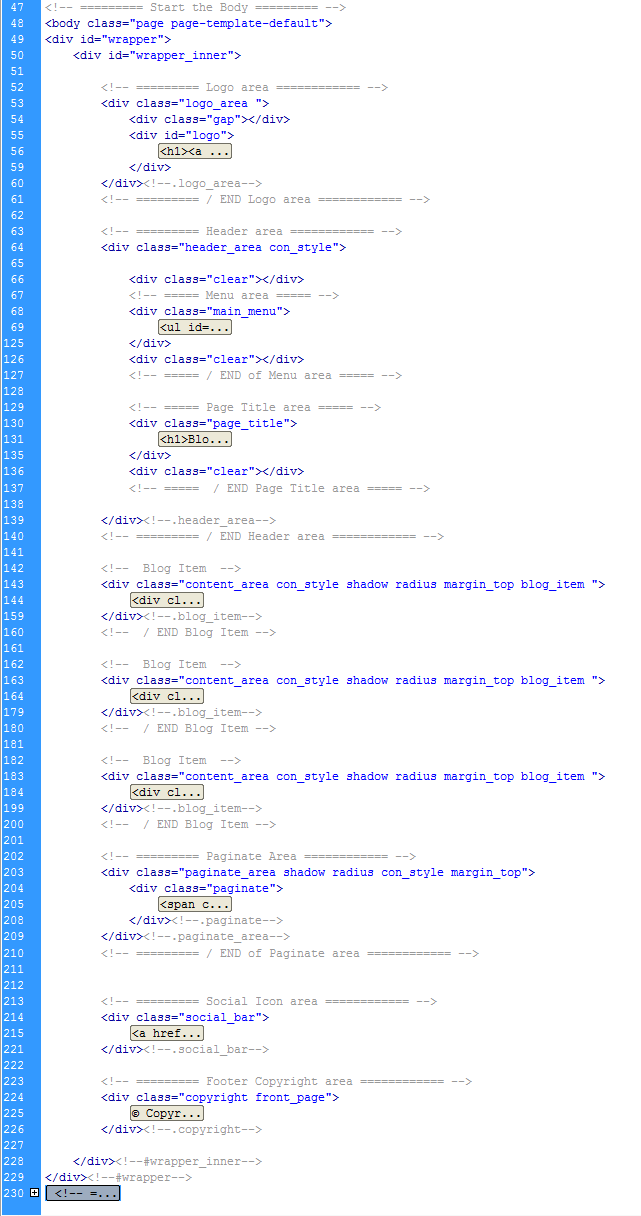 47 <!-- ========= Start the Body ========= -->
48 <body class="page page-template-default">
49 <div id="wrapper">
50 <div id="wrapper_inner">
51
52 <!-- ========= Logo area ============ -->
53 <div class="logo_area ">
54 <div class="gap"></div>
55 <div id="logo">
56 <h1><a ...
59 </div>
60 </div><!--.logo_area-->
61 <!-- ========= / END Logo area ============ -->
62
63 <!-- ========= Header area ============ -->
64 <div class="header_area con_style">
65
66 <div class="clear"></div>
67 <!-- ===== Menu area ===== -->
68 <div class="main_menu">
69 <ul id=...
125 </div>
126 <div class="clear"></div>
127 <!-- ===== / END of Menu area ===== -->
128
129 <!-- ===== Page Title area ===== -->
130 <div class="page_title">
131 <h1>Blo...
135 </div>
136 <div class="clear"></div>
137 <!-- =====  / END Page Title area ===== -->
138
139 </div><!--.header_area-->
140 <!-- ========= / END Header area ============ -->
141
142 <!--  Blog Item  -->
143 <div class="content_area con_style shadow radius margin_top blog_item ">
144 <div cl...
159 </div><!--.blog_item-->
160 <!--  / END Blog Item -->
161
162 <!--  Blog Item  -->
163 <div class="content_area con_style shadow radius margin_top blog_item ">
164 <div cl...
179 </div><!--.blog_item-->
180 <!--  / END Blog Item -->
181
182 <!--  Blog Item  -->
183 <div class="content_area con_style shadow radius margin_top blog_item ">
184 <div cl...
199 </div><!--.blog_item-->
200 <!--  / END Blog Item -->
201
202 <!-- ========= Paginate Area ============ -->
203 <div class="paginate_area shadow radius con_style margin_top">
204 <div class="paginate">
205 <span c...
208 </div><!--.paginate-->
209 </div><!--.paginate_area-->
210 <!-- ========= / END of Paginate area ============ -->
211
212
213 <!-- ========= Social Icon area ============ -->
214 <div class="social_bar">
215 <a href...
221 </div><!--.social_bar-->
222
223 <!-- ========= Footer Copyright area ============ -->
224 <div class="copyright front_page">
225 © Copyr...
226 </div><!--.copyright-->
227
228 </div><!--#wrapper_inner-->
229 </div><!--#wrapper-->
230 <!-- =...